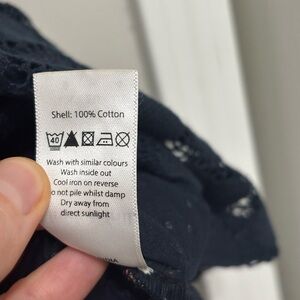 Shell: 100% Cotton
40
Wash with similar colours
Wash inside out
Cool iron on reverse
o not pile whilst damp
Dry away from
direct sunlight